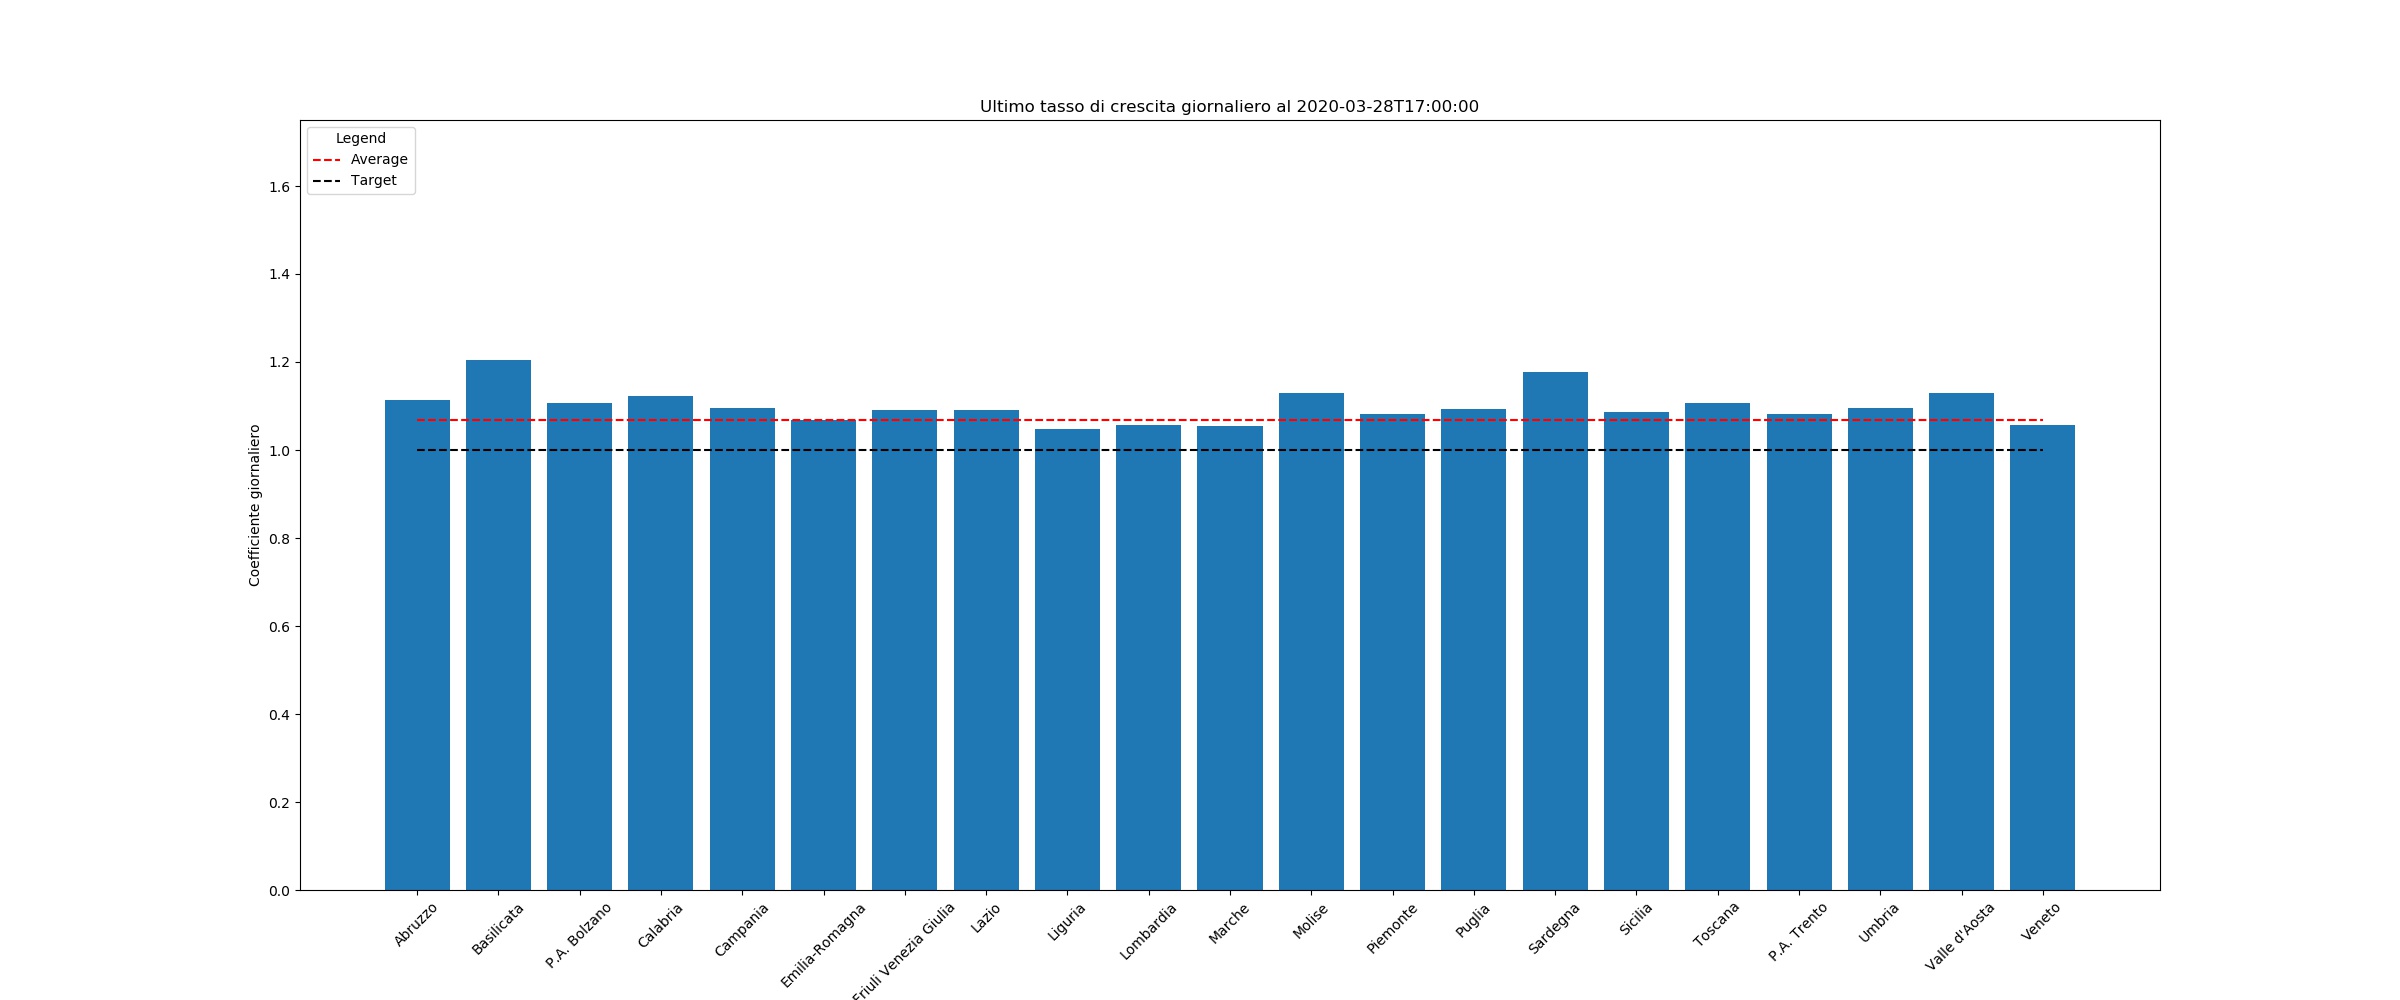 Ultimo tasso di crescita giornaliero al 2020-03-28T17:00:00
Legend
Average
Target
Coefficiente giornaliero
1.6
1.4
1.2
1.0
0.8
0.6
0.4
0.2
0.0
Abruzzo
Basilicata
P.A. Bolzano
Calabria
Campania
Emilia-Romagna
Friuli Venezia Giulia
Lazio
Liguria
Lombardia
Marche
Molise
Piemonte
Puglia
Sardegna
Sicilia
Toscana
P.A. Trento
Umbria
Valle d'Aosta
Veneto